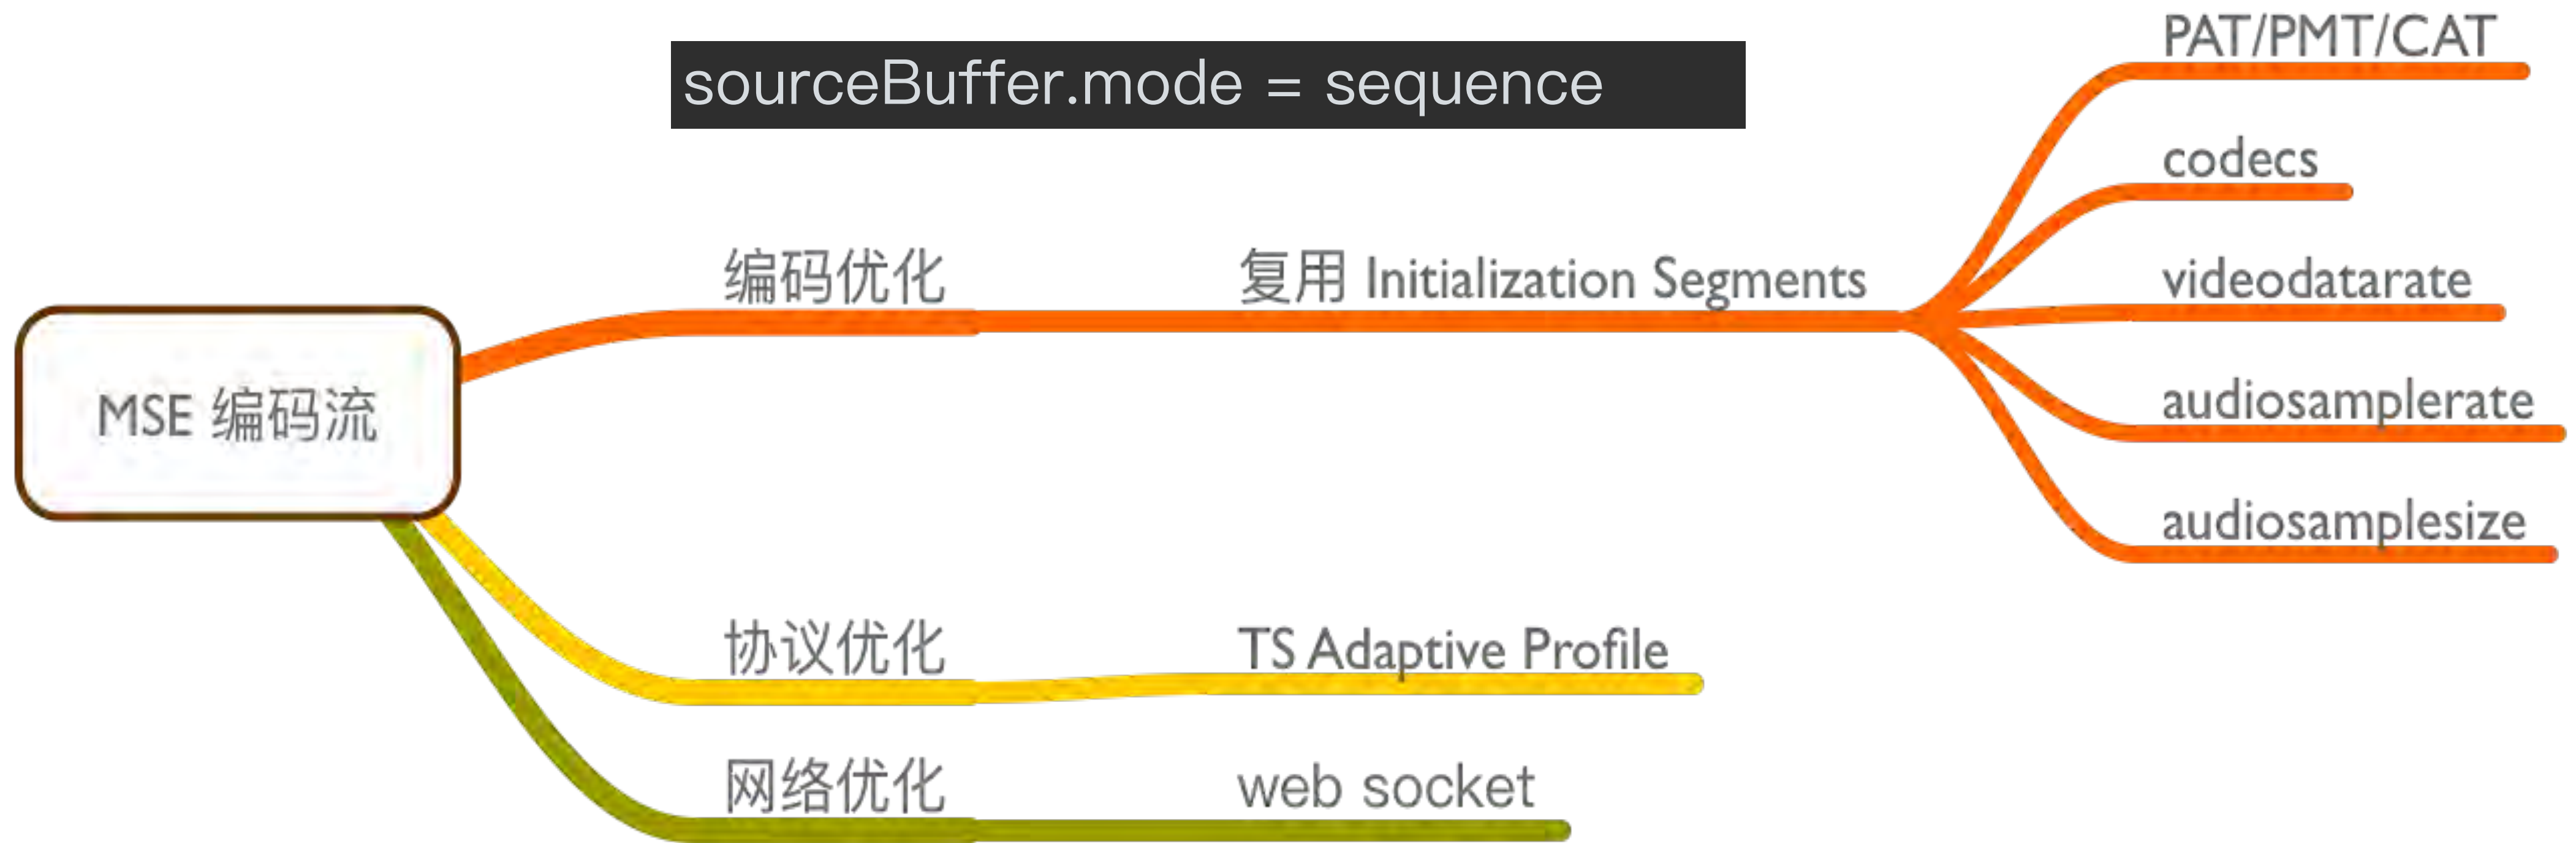 sourceBuffer.mode = sequence
MSE 编码流
编码优化
复用 Initialization Segments
PAT/PMT/CAT
codecs
videodatarate
audiosamplerate
audiosamplesize
协议优化
TS Adaptive Profile
网络优化
web socket